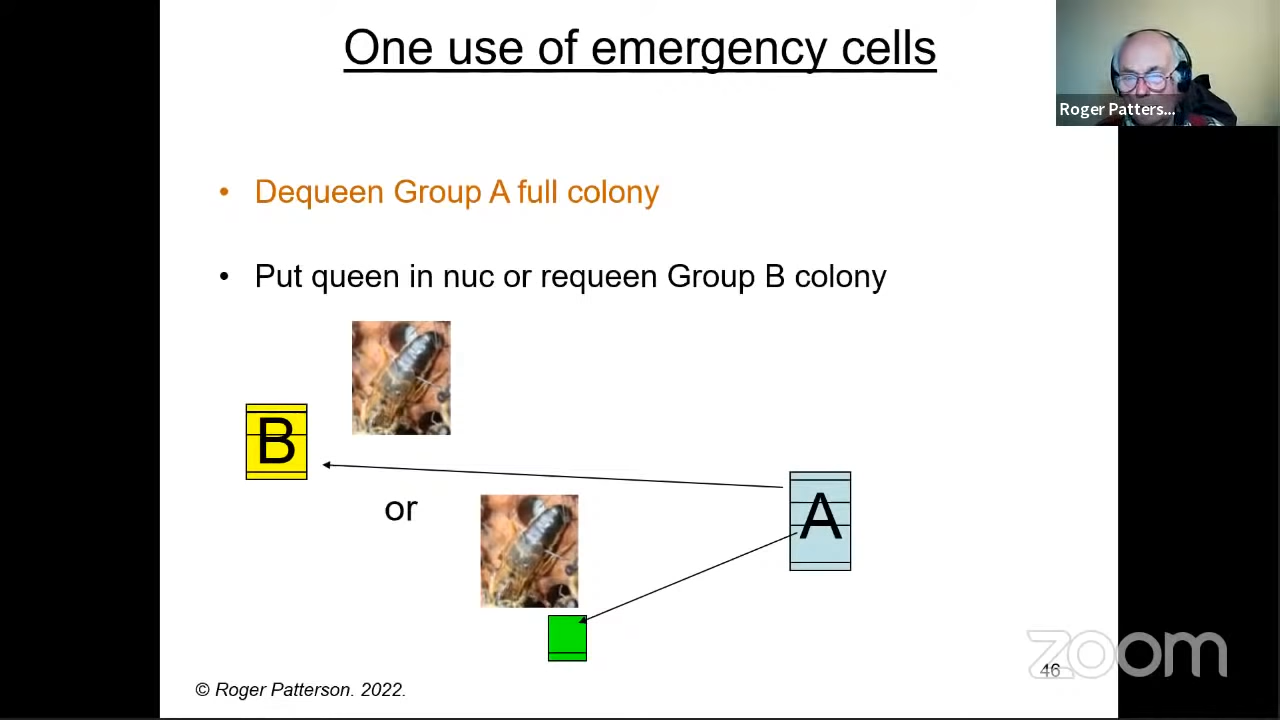 One use of emergency cells
Roger Patters...
• Dequeen Group A full colony
• Put queen in nuc or requeen Group B colony
B
A
or
zoom
46
© Roger Patterson. 2022.